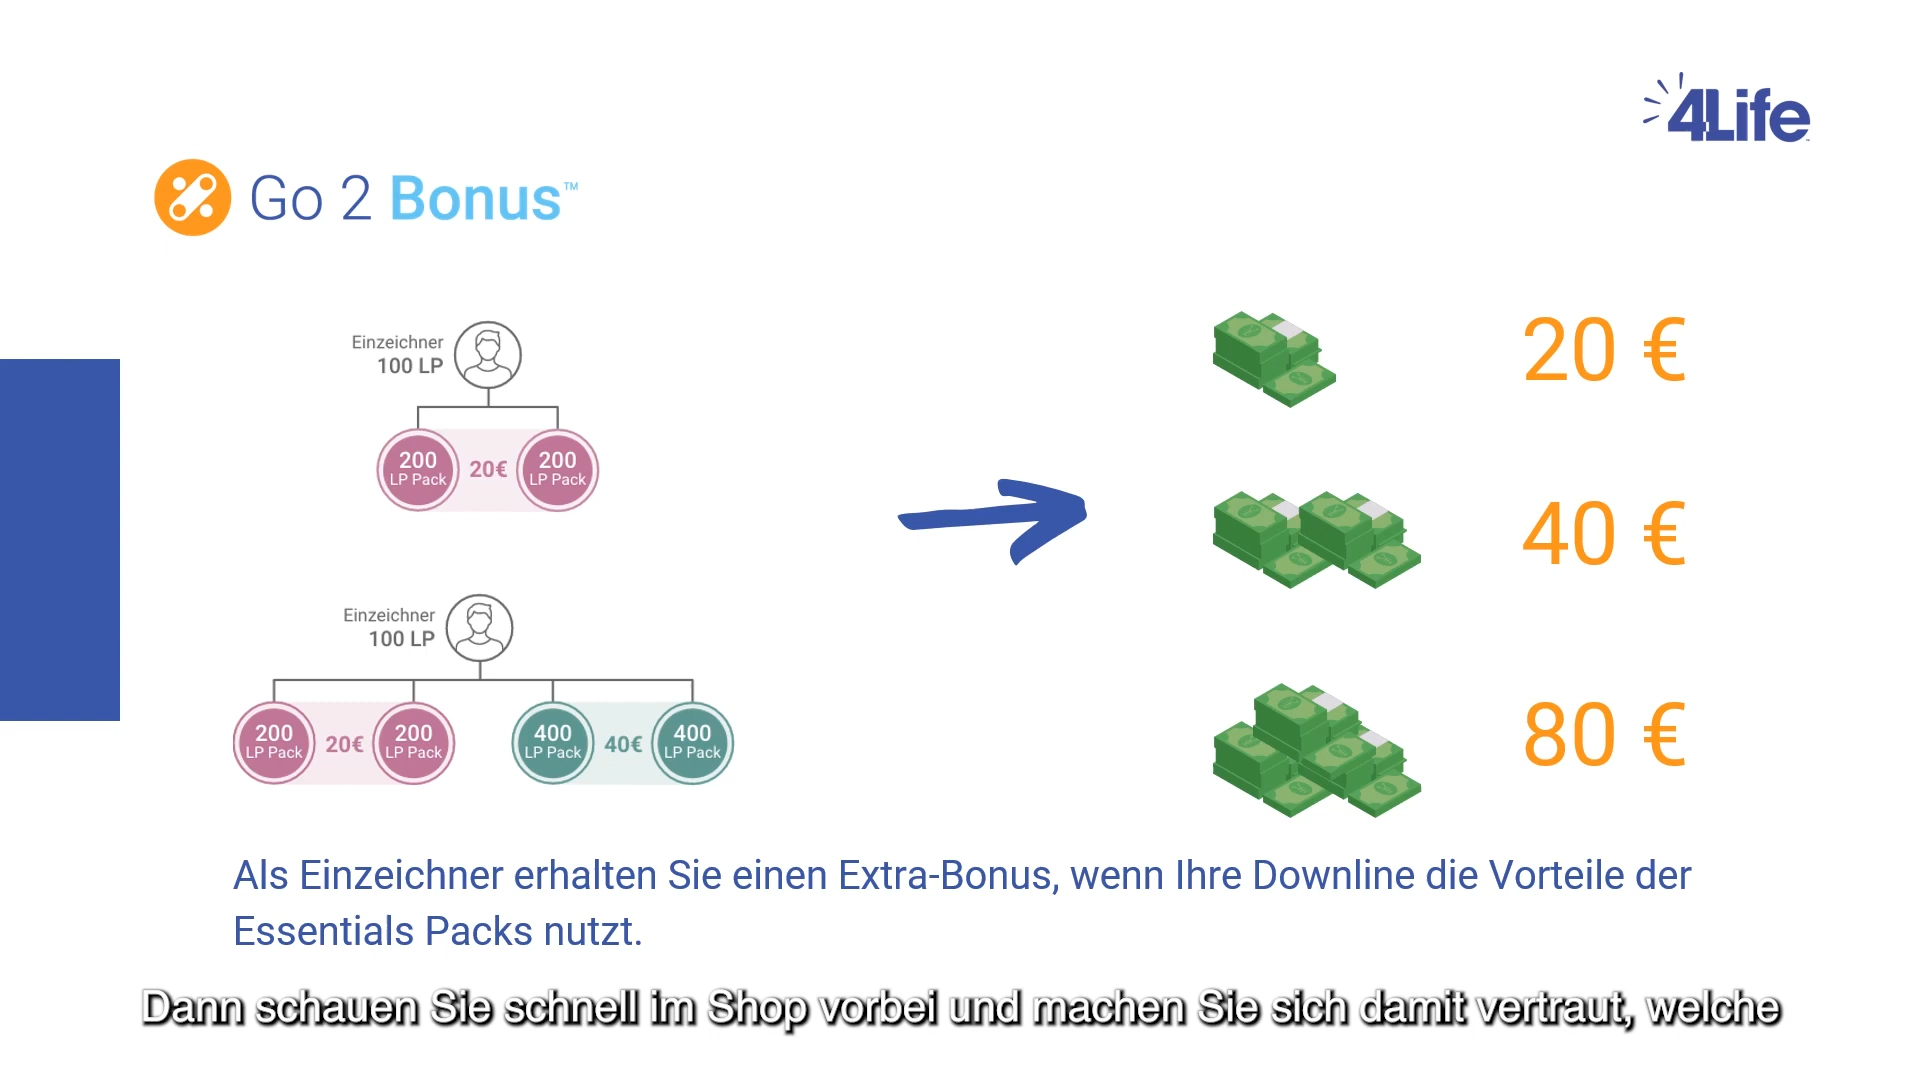 4Life
Go 2 Bonus™
Einzeichner
100 LP
200
LP Pack
20€
200
LP Pack
Einzeichner
100 LP
200
LP Pack
20€
200
LP Pack
400
LP Pack
40€
400
LP Pack
20 €
40 €
80 €
Als Einzeichner erhalten Sie einen Extra-Bonus, wenn Ihre Downline die Vorteile der
Essentials Packs nutzt.
Dann schauen Sie schnell im Shop vorbei und machen Sie sich damit vertraut, welche